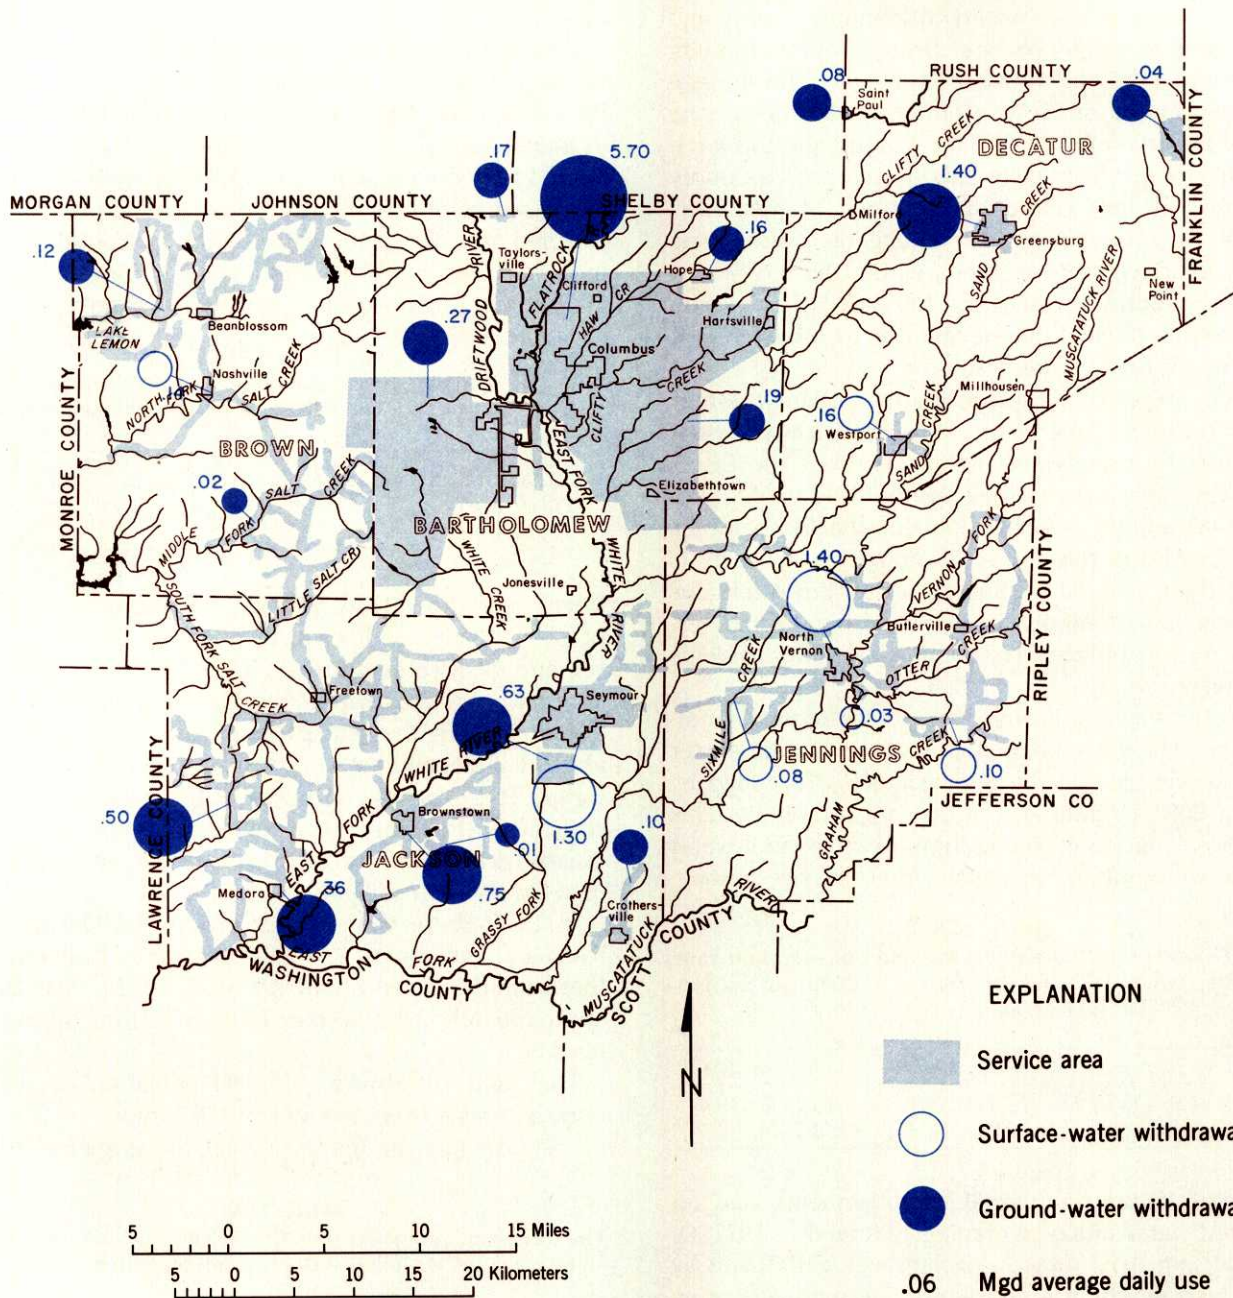 .08
RUSH COUNTY
.04
Saint
Paul
FRANKLIN COUNTY
CLIFTY CREEK
DECATUR
.17
5.70
1.40
MORGAN COUNTY
JOHNSON COUNTY
SHELBY COUNTY
Milford
SAND CREEK
Greensburg
.12
.16
Taylors-
ville
Hope
New
Point
Clifford
HAW CR
FLATROCK
DRIFTWOOD RIVER
MUSCATATUCK RIVER
LAKE
LEMON
Beanblossom
.27
Hartsville
Columbus
Nashville
.19
NORTH FORK SALT CREEK
CLIFTY CREEK
Millhousen
.19
.16
Westport
SAND CREEK
MONROE COUNTY
BROWN
EAST FORK WHITE RIVER
.02
MIDDLE FORK SALT CREEK
Elizabethtown
BARTHOLOMEW
1.40
VERNON FORK
RIPLEY COUNTY
LITTLE SALT CR.
WHITE CREEK
Jonesville
SOUTH FORK SALT CREEK
North
Vernon
Butlerville
OTTER CREEK
Freetown
.63
Seymour
.03
SIXMILE CREEK
JENNINGS
.08
.10
JEFFERSON CO
LAWRENCE COUNTY
.50
EAST FORK WHITE RIVER
Brownstown
1.30
.10
.01
JACKSON
GRAHAM CREEK
Medora
.36
.75
GRASSY FORK
Crothers-
ville
EAST FORK
WASHINGTON COUNTY
MUSCATATUCK RIVER
SCOTT COUNTY
N
EXPLANATION
Service area
Surface-water withdrawa
Ground-water withdrawa
.06 Mgd average daily use
5 0 5 10 15 Miles
5 0 5 10 15 20 Kilometers